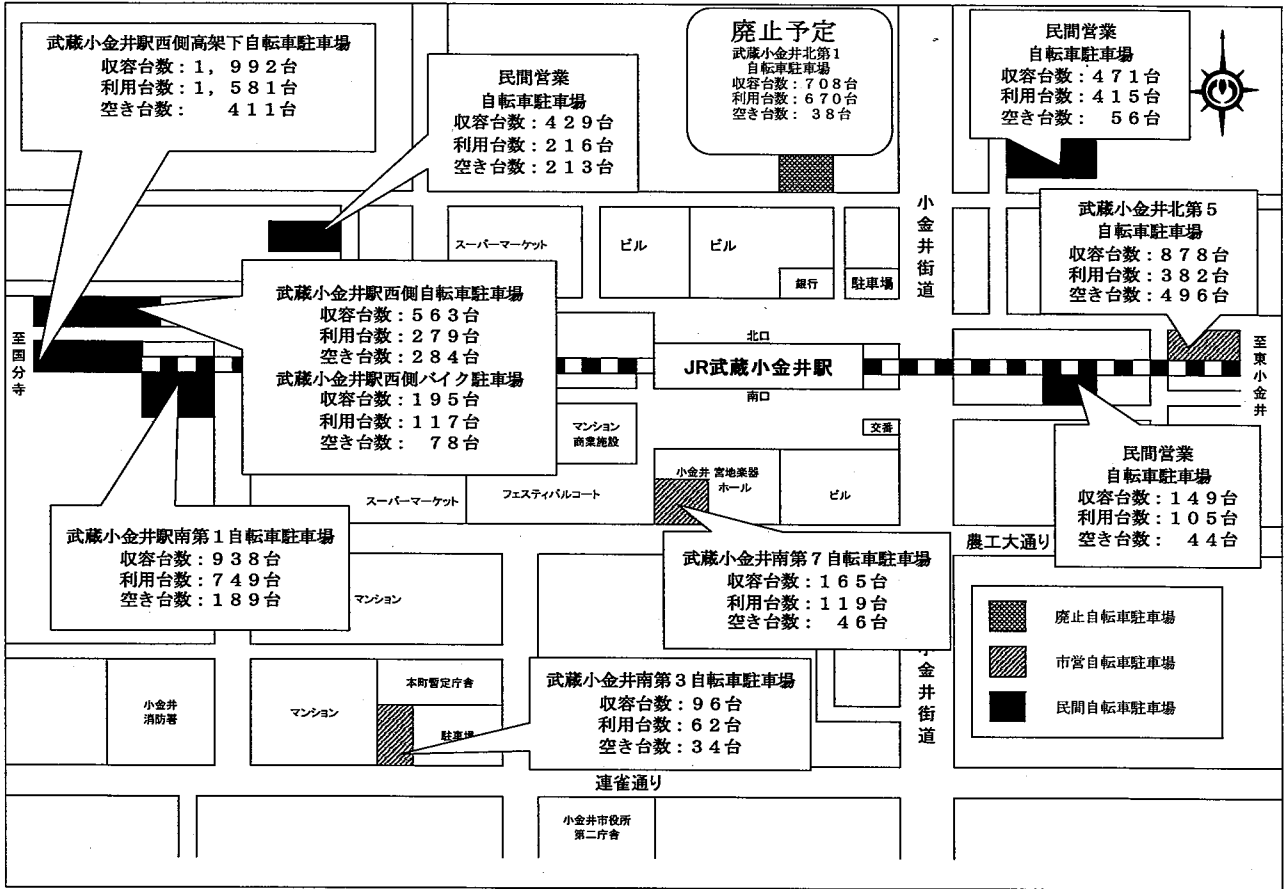 武蔵小金井駅西側高架下自転車駐車場
収容台数：１，９９２台
利用台数：１，５８１台
空き台数：　４１１台
民間営業
自転車駐車場
収容台数：４２９台
利用台数：２１６台
空き台数：２１３台
廃止予定
武蔵小金井北第１
自転車駐車場
収容台数：７０８台
利用台数：６７０台
空き台数：３８台
民間営業
自転車駐車場
収容台数：４７１台
利用台数：４１５台
空き台数：５６台
武蔵小金井北第５
自転車駐車場
収容台数：８７８台
利用台数：３８２台
空き台数：４９６台
小金井街道
スーパーマーケット
ビル
ビル
銀行
駐車場
武蔵小金井駅西側自転車駐車場
収容台数：５６３台
利用台数：２７９台
空き台数：２８４台
武蔵小金井駅西側バイク駐車場
収容台数：１９５台
利用台数：１１７台
空き台数：７８台
至国分寺
北口
JR武蔵小金井駅
南口
至東小金井
マンション
商業施設
交番
小金井 宮地楽器
ホール
ビル
スーパーマーケット
フェスティバルコート
民間営業
自転車駐車場
収容台数：１４９台
利用台数：１０５台
空き台数：４４台
武蔵小金井駅南第１自転車駐車場
収容台数：９３８台
利用台数：７４９台
空き台数：１８９台
マンション
農工大通り
武蔵小金井南第７自転車駐車場
収容台数：１６５台
利用台数：１１９台
空き台数：４６台
廃止自転車駐車場
市営自転車駐車場
民間自転車駐車場
小金井街道
武蔵小金井南第３自転車駐車場
収容台数：９６台
利用台数：６２台
空き台数：３４台
小金井
消防署
マンション
本町暫定庁舎
駐車場
連雀通り
小金井市役所
第二庁舎